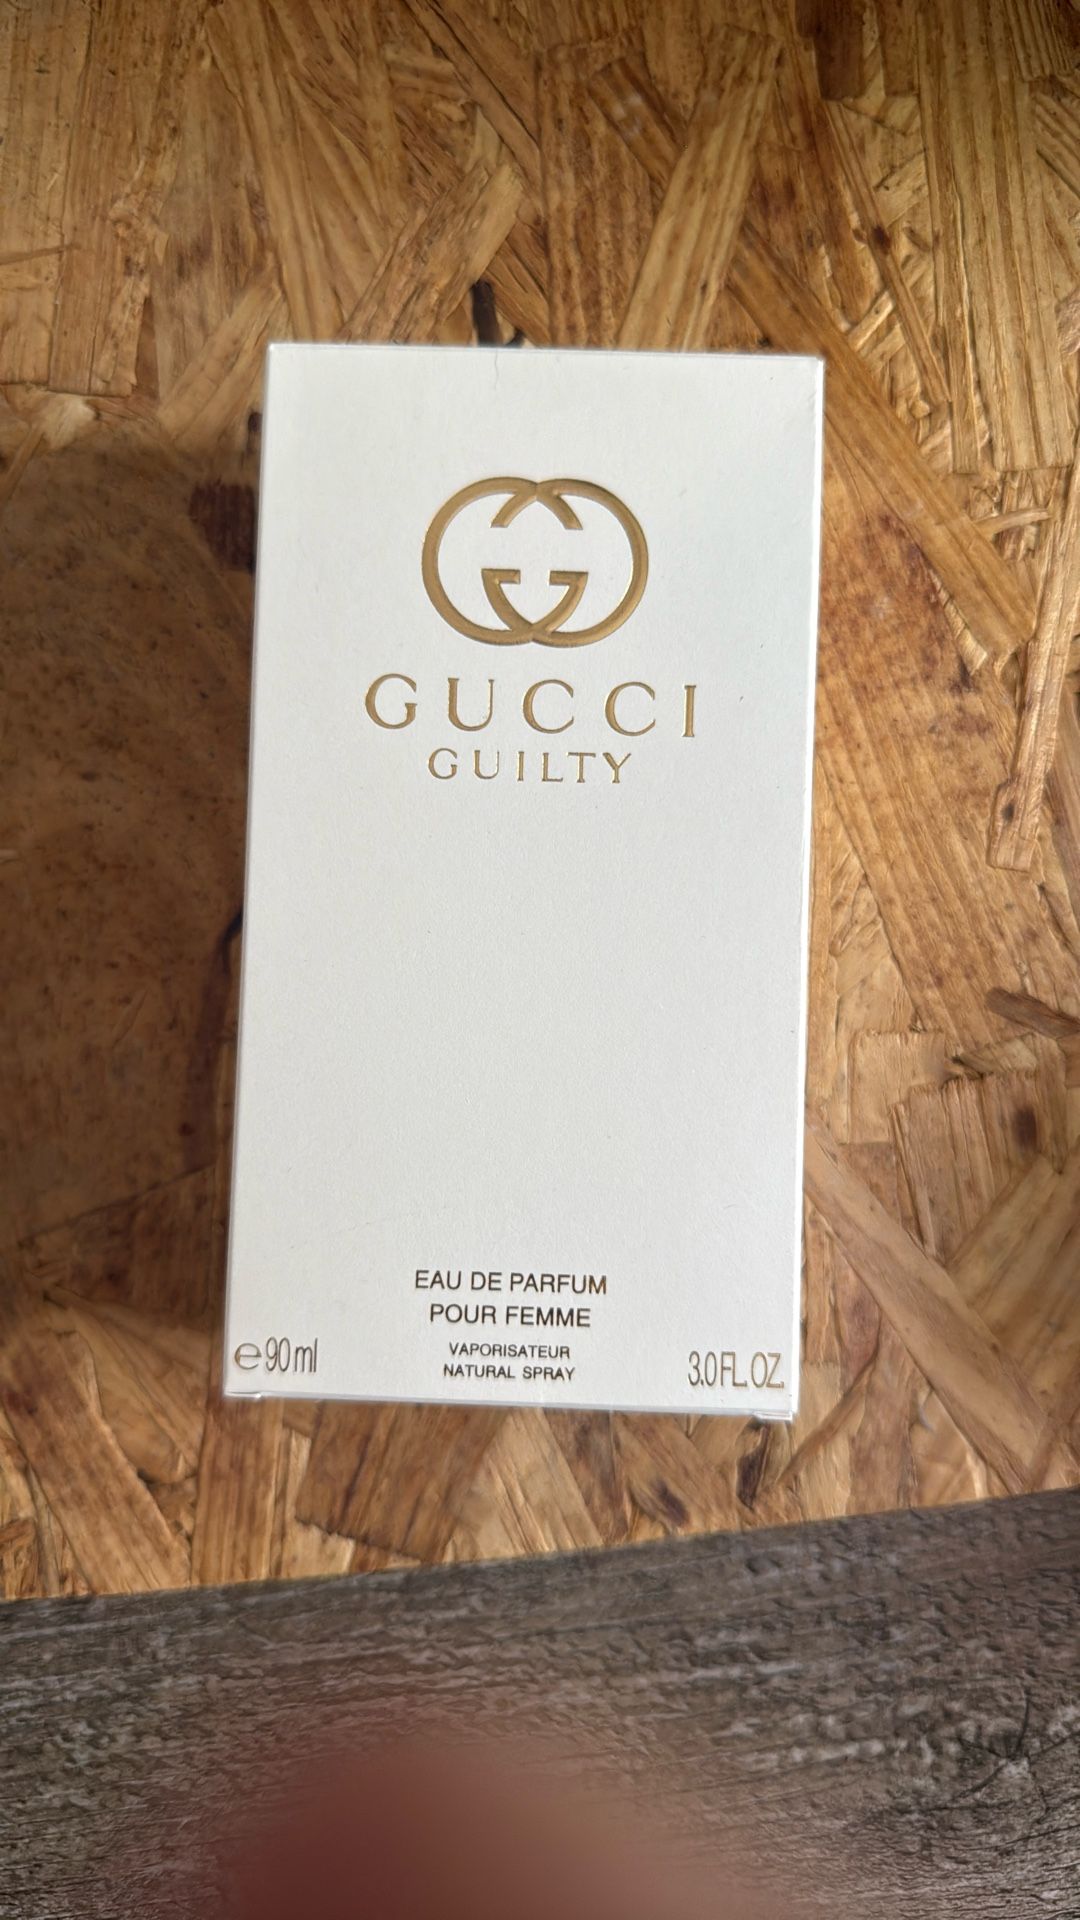 GUCCI
GUILTY
EAU DE PARFUM
POUR FEMME
VAPORISATEUR
NATURAL SPRAY
℮90ml
3.0FL.OZ.